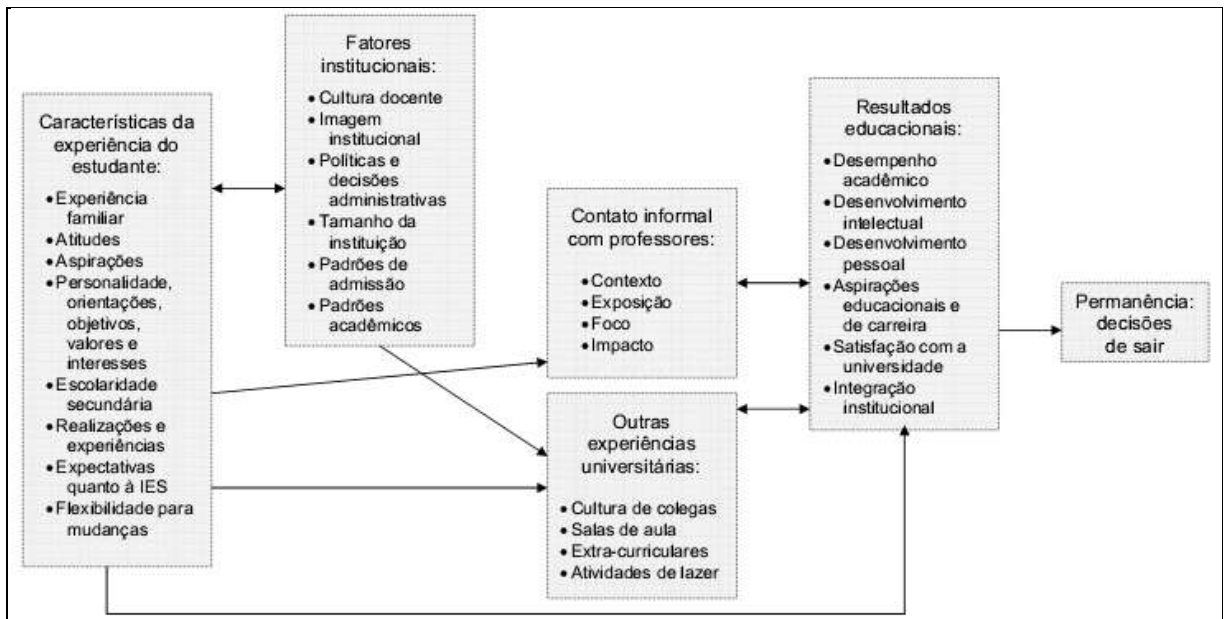 Características da
experiência do
estudante:
• Experiência
familiar
• Atitudes
• Aspirações
• Personalidade,
orientações,
objetivos,
valores e
interesses
• Escolaridade
secundária
• Realizações e
experiências
• Expectativas
quanto à IES
• Flexibilidade para
mudanças
Fatores
institucionais:
• Cultura docente
• Imagem
institucional
• Políticas e
decisões
administrativas
• Tamanho da
instituição
• Padrões de
admissão
• Padrões
acadêmicos
Contato informal
com professores:
• Contexto
• Exposição
• Foco
• Impacto
Outras
experiências
universitárias:
• Cultura de colegas
• Salas de aula
• Extra-curriculares
• Atividades de lazer
Resultados
educacionais:
• Desempenho
acadêmico
• Desenvolvimento
intelectual
• Desenvolvimento
pessoal
• Aspirações
educacionais e
de carreira
• Satisfação com a
universidade
• Integração
institucional
Permanência:
decisões
de sair